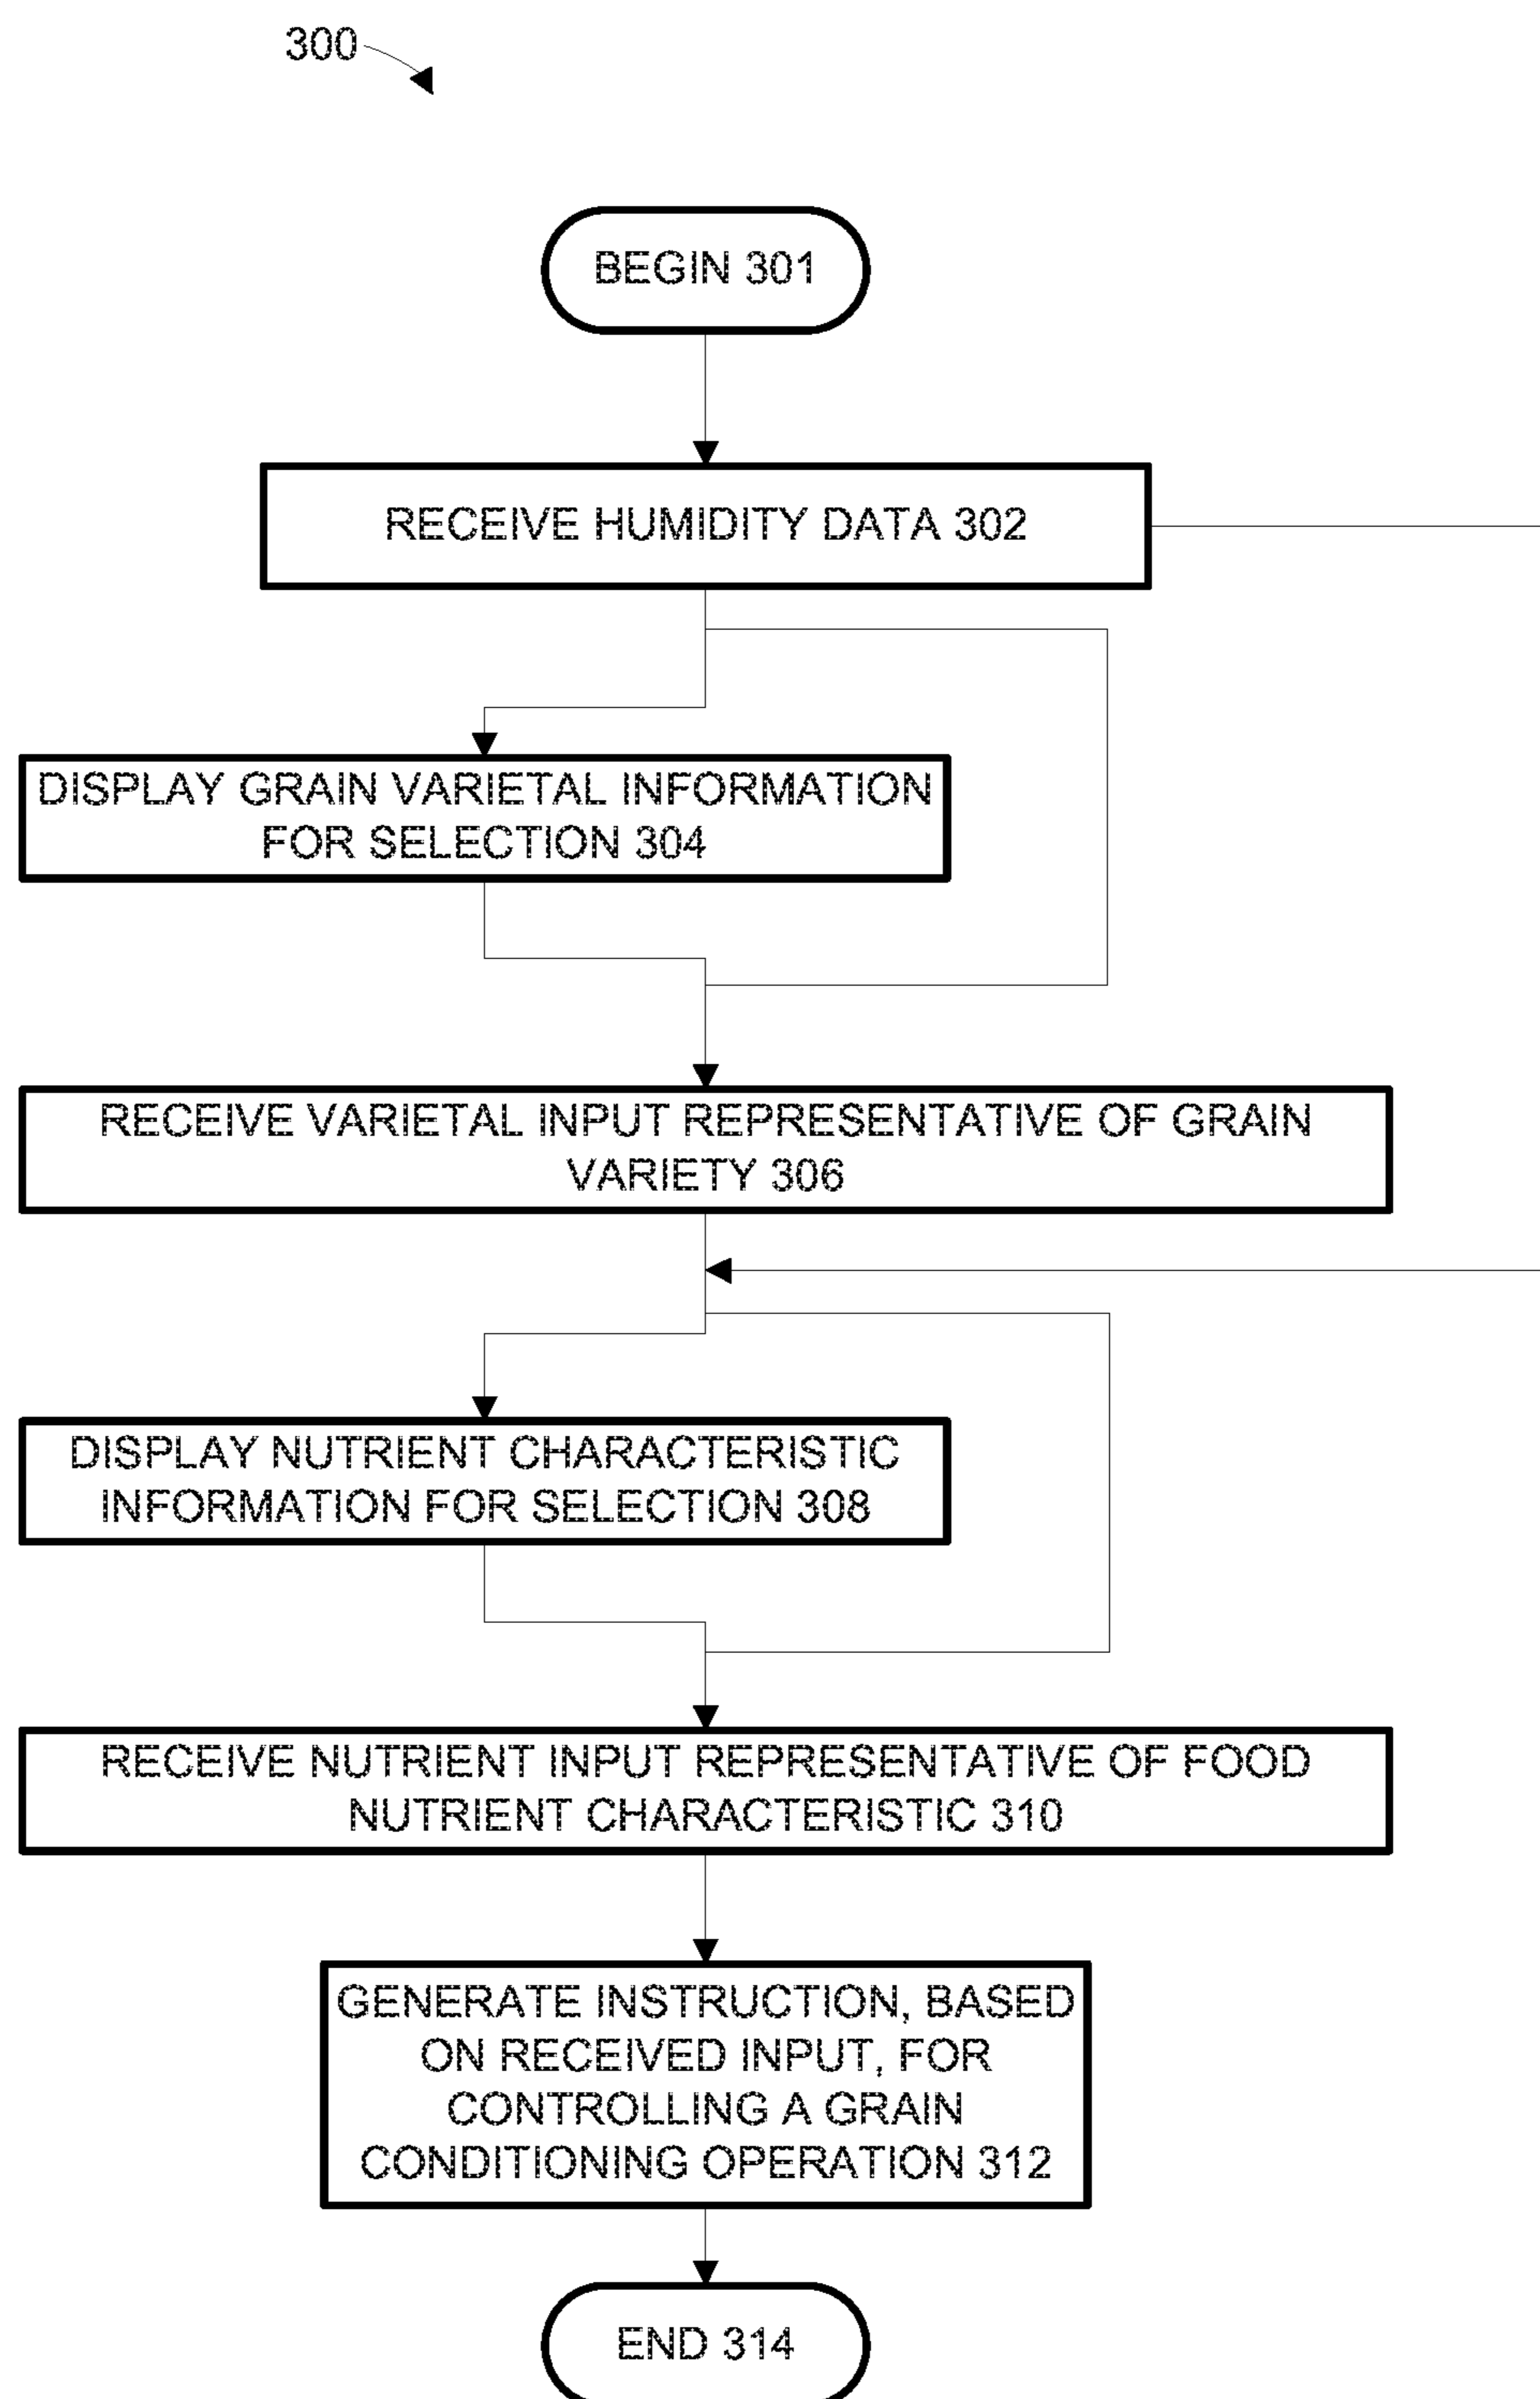 300
BEGIN 301
RECEIVE HUMIDITY DATA 302
DISPLAY GRAIN VARIETAL INFORMATION
FOR SELECTION 304
RECEIVE VARIETAL INPUT REPRESENTATIVE OF GRAIN
VARIETY 306
DISPLAY NUTRIENT CHARACTERISTIC
INFORMATION FOR SELECTION 308
RECEIVE NUTRIENT INPUT REPRESENTATIVE OF FOOD
NUTRIENT CHARACTERISTIC 310
GENERATE INSTRUCTION, BASED
ON RECEIVED INPUT, FOR
CONTROLLING A GRAIN
CONDITIONING OPERATION 312
END 314